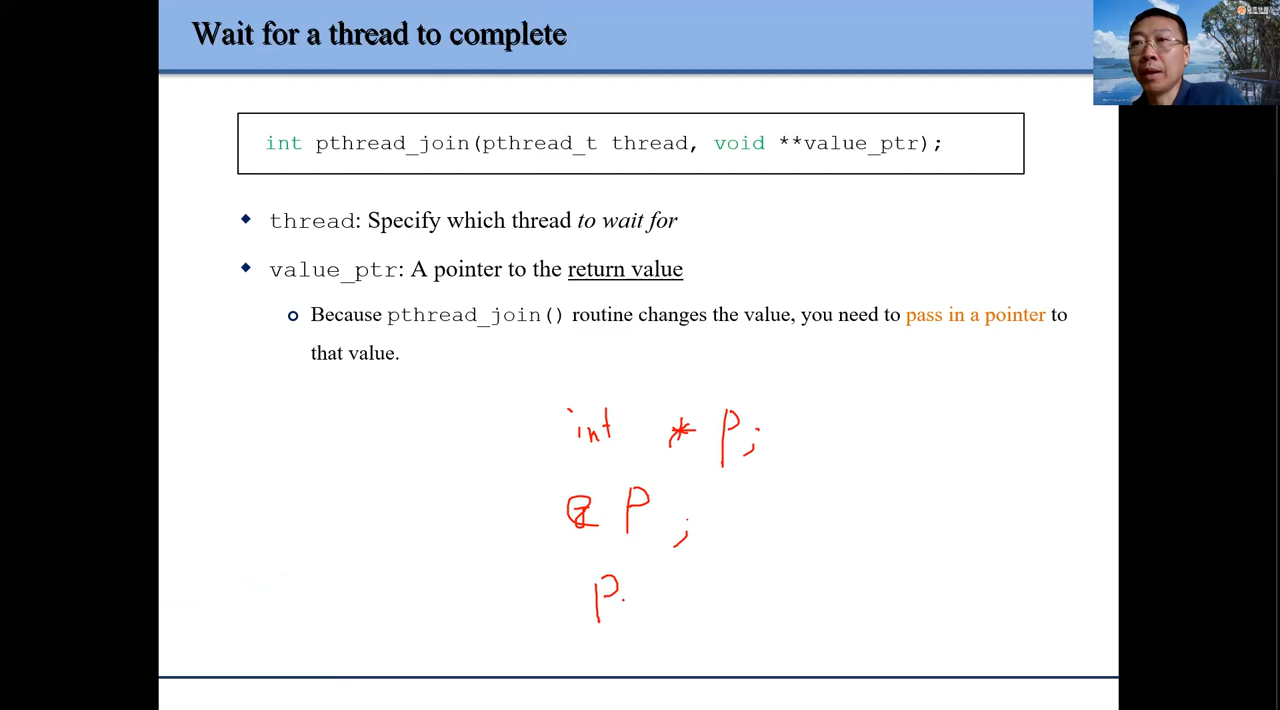 Wait for a thread to complete
int pthread_join(pthread_t thread, void **value_ptr);
thread: Specify which thread to wait for
value_ptr: A pointer to the return value
Because pthread_join() routine changes the value, you need to pass in a pointer to
that value.
int * p;
& p ;
p.